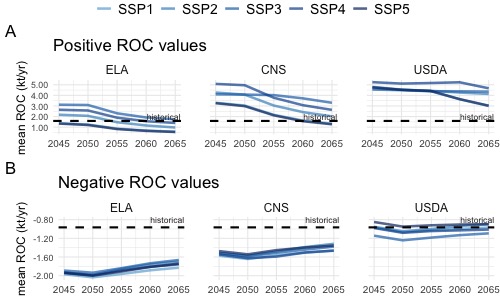 SSP1 SSP2 SSP3 SSP4 SSP5
A
Positive ROC values
ELA CNS USDA
mean ROC (kt/yr)
5.00
4.00
3.00
2.00
1.00
historical historical historical
2045 2050 2055 2060 2065 2045 2050 2055 2060 2065 2045 2050 2055 2060 2065
B
Negative ROC values
ELA CNS USDA
mean ROC (kt/yr)
-0.80
-1.20
-1.60
-2.00
historical historical historical
2045 2050 2055 2060 2065 2045 2050 2055 2060 2065 2045 2050 2055 2060 2065